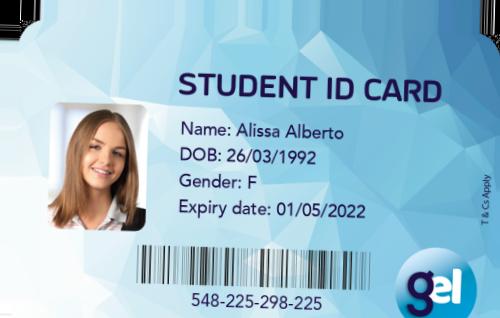 STUDENT ID CARD
Name: Alissa Alberto
DOB: 26/03/1992
Gender: F
Expiry date: 01/05/2022
T & Cs Apply
548-225-298-225
gel